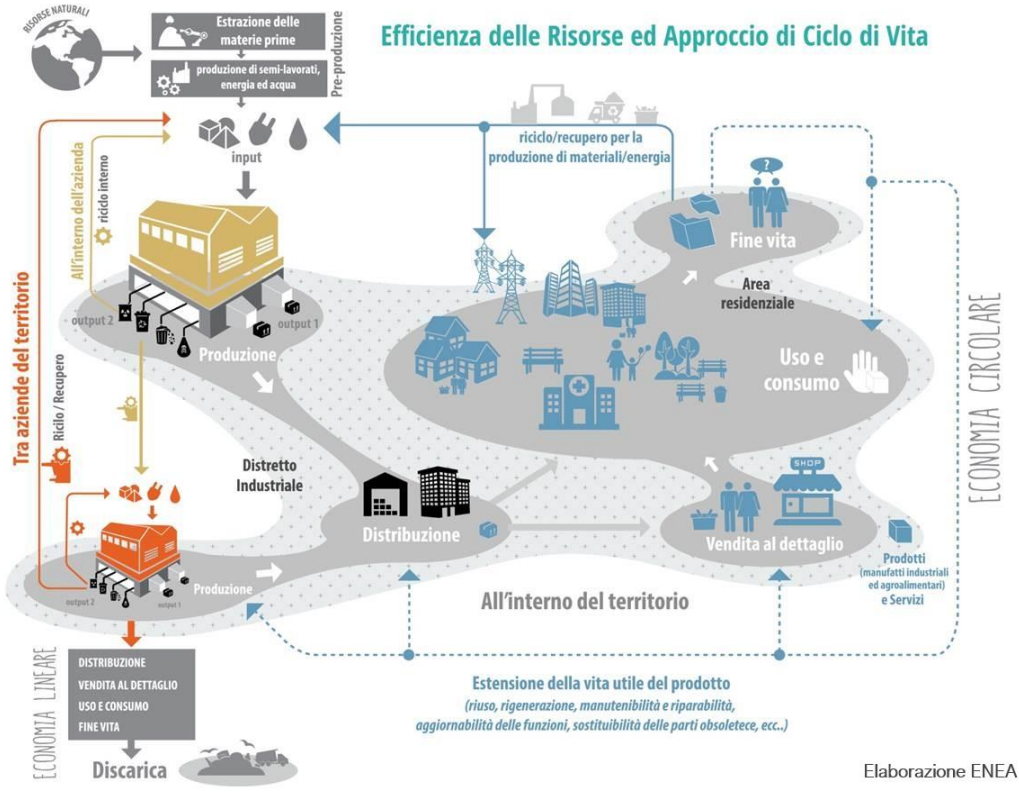 RISORSE NATURALI
Estrazione delle
materie prime
produzione di semi-lavorati,
energia ed acqua
Pre-produzione
Efficienza delle Risorse ed Approccio di Ciclo di Vita
input
riciclo/recupero per la
produzione di materiali/energia
Tra aziende del territorio
Ricilo / Recupero
All'interno dell'azienda
riciclo interno
output 2
output 1
Produzione
?
Fine vita
Area
residenziale
Uso e
consumo
ECONOMIA CIRCOLARE
Distretto
Industriale
Distribuzione
SHOP
Vendita al dettaglio
Prodotti
(manufatti industriali
ed agroalimentari)
e Servizi
output 2
output 1
Produzione
All'interno del territorio
ECONOMIA LINEARE
DISTRIBUZIONE
VENDITA AL DETTAGLIO
USO E CONSUMO
FINE VITA
Discarica
Estensione della vita utile del prodotto
(riuso, rigenerazione, manutenibilità e riparabilità,
aggiornabilità delle funzioni, sostituibilità delle parti obsoletece, ecc..)
Elaborazione ENEA